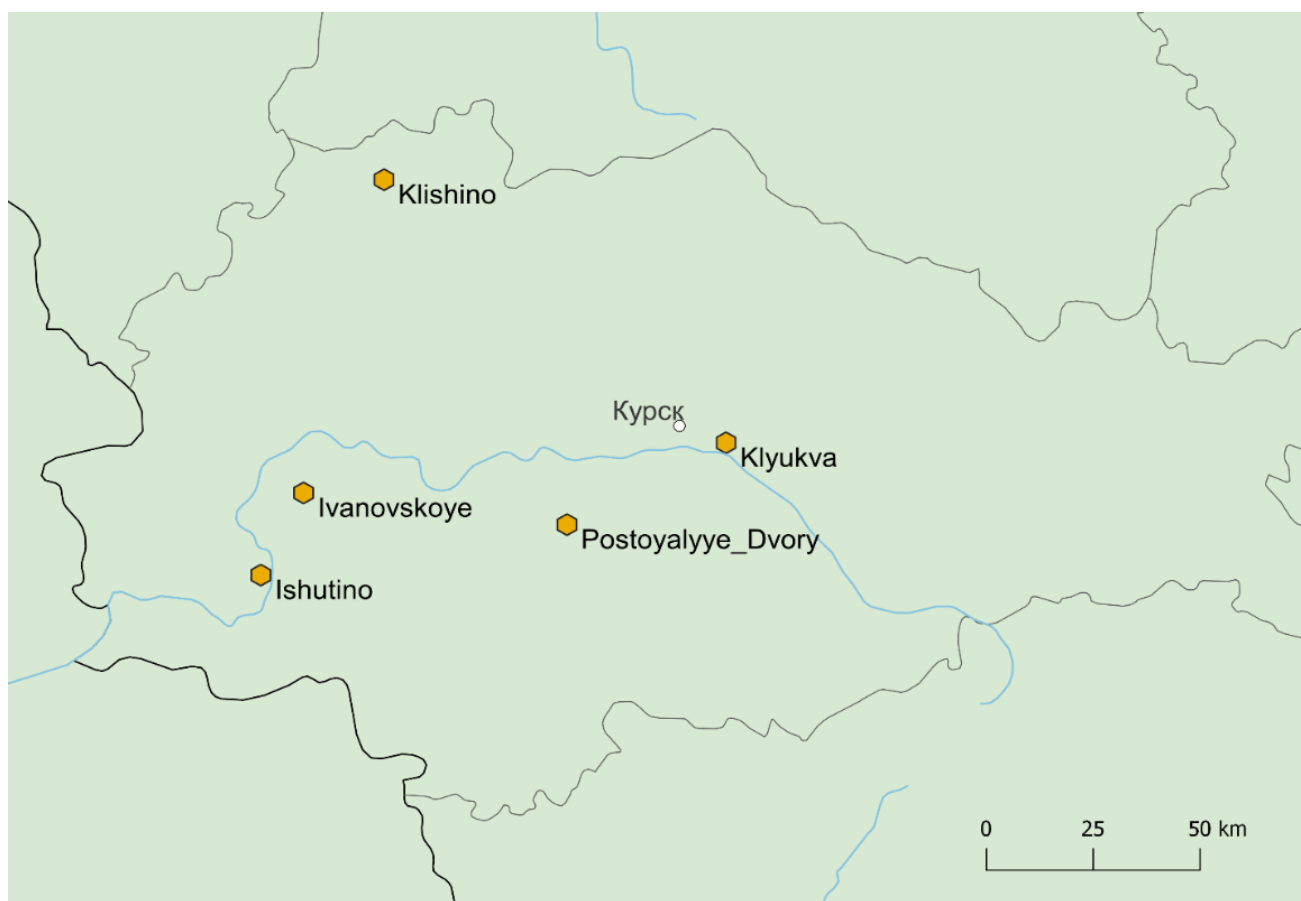 Klishino
Курск
Klyukva
Ivanovskoye
Postoyalyye_Dvory
Ishutino
0 25 50 km